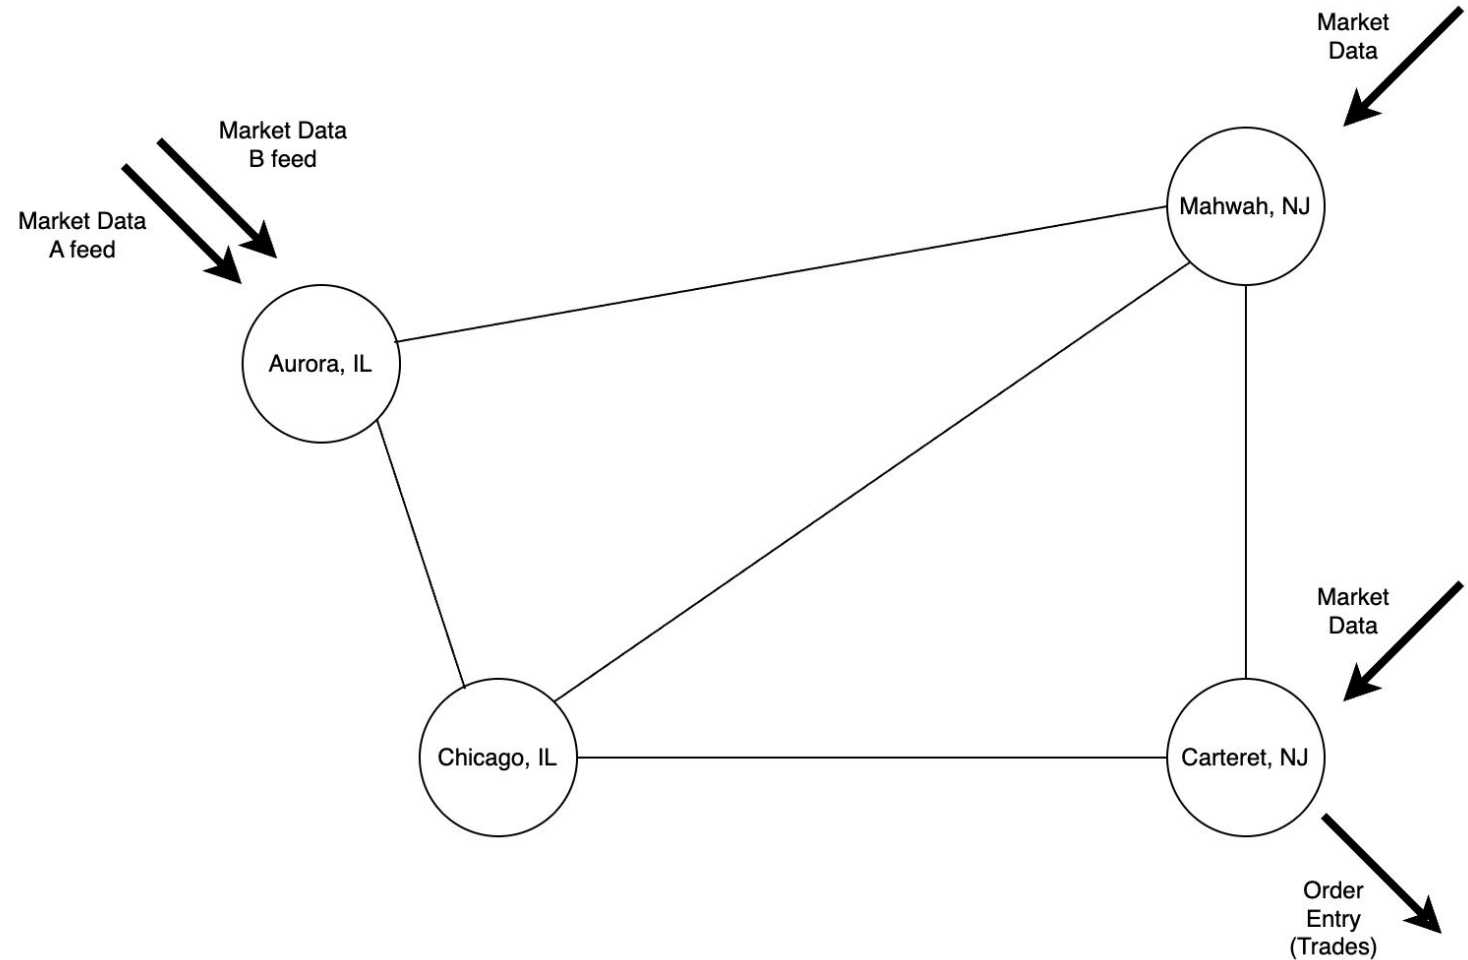 Market
Data
Market Data
B feed
Market Data
A feed
Mahwah, NJ
Aurora, IL
Market
Data
Chicago, IL
Carteret, NJ
Order
Entry
(Trades)